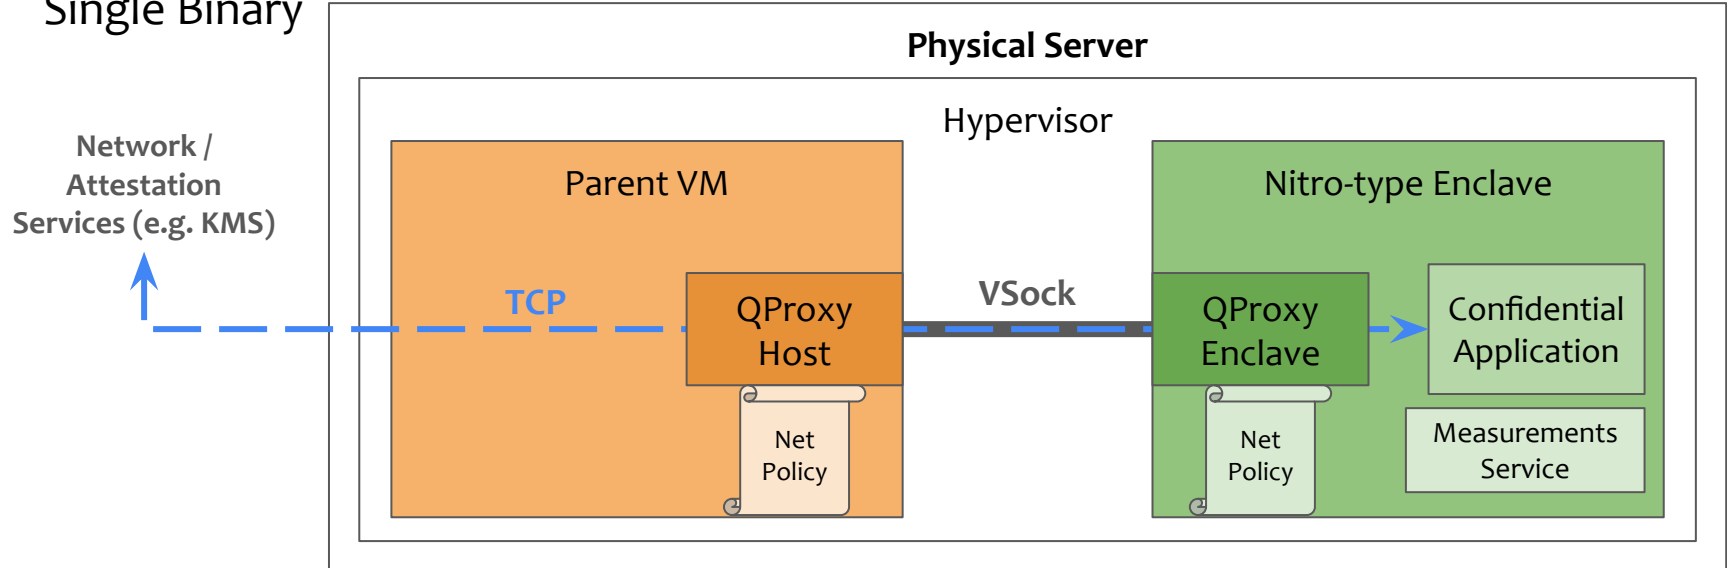 Single Binary
Physical Server
Hypervisor
Network /
Attestation
Services (e.g. KMS)
Parent VM
Nitro-type Enclave
TCP
QProxy
Host
VSock
QProxy
Enclave
Confidential
Application
Net
Policy
Net
Policy
Measurements
Service